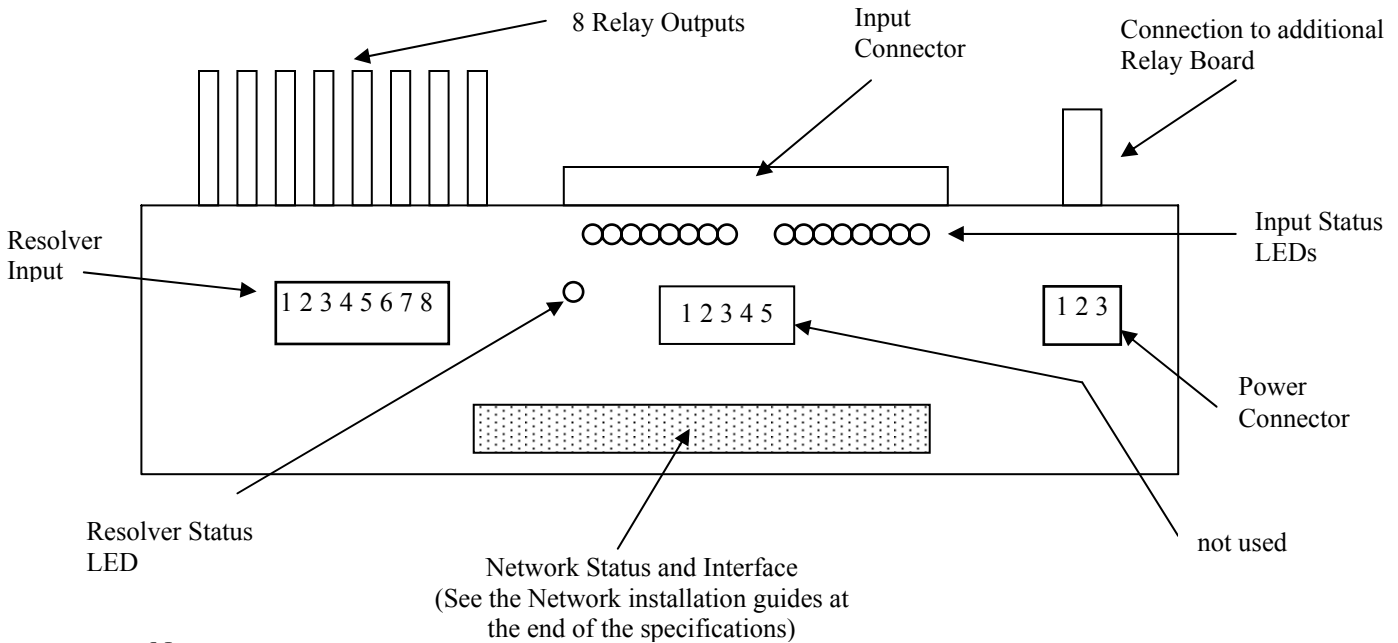 8 Relay Outputs
Input
Connector
Connection to additional
Relay Board
Resolver
Input
Input Status
LEDs
1 2 3 4 5 6 7 8
1 2 3 4 5
1 2 3
Power
Connector
Resolver Status
LED
not used
Network Status and Interface
(See the Network installation guides at
the end of the specifications)